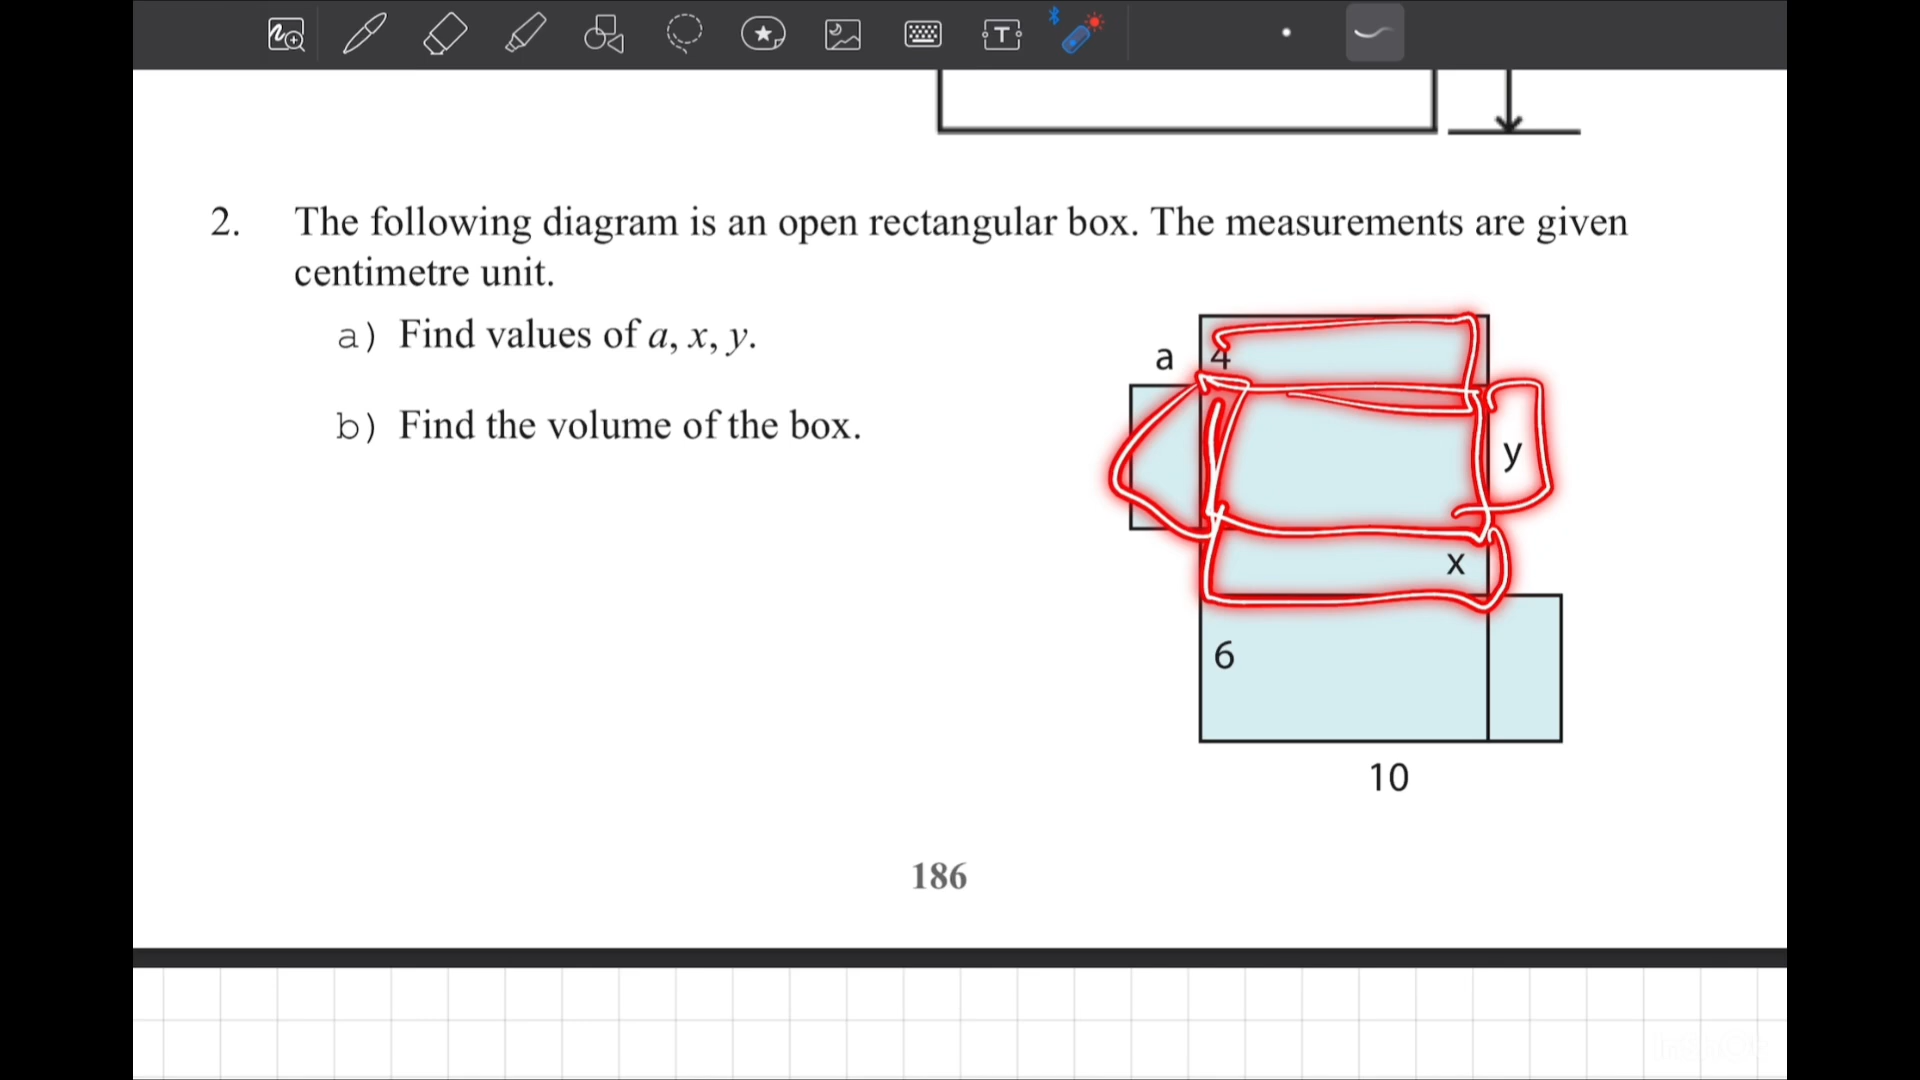 2. The following diagram is an open rectangular box. The measurements are given
centimetre unit.
a) Find values of a, x, y.
b) Find the volume of the box.
a
4
y
x
6
10
186